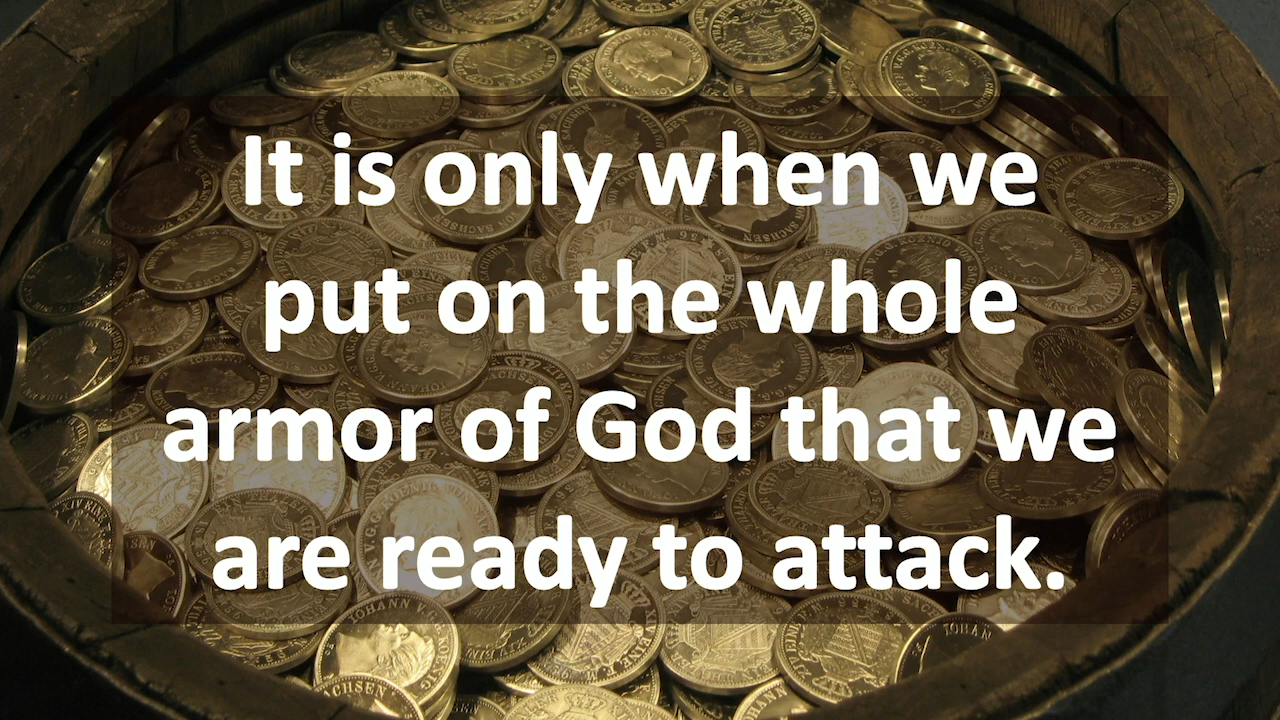 It is only when we
put on the whole
armor of God that we
are ready to attack.